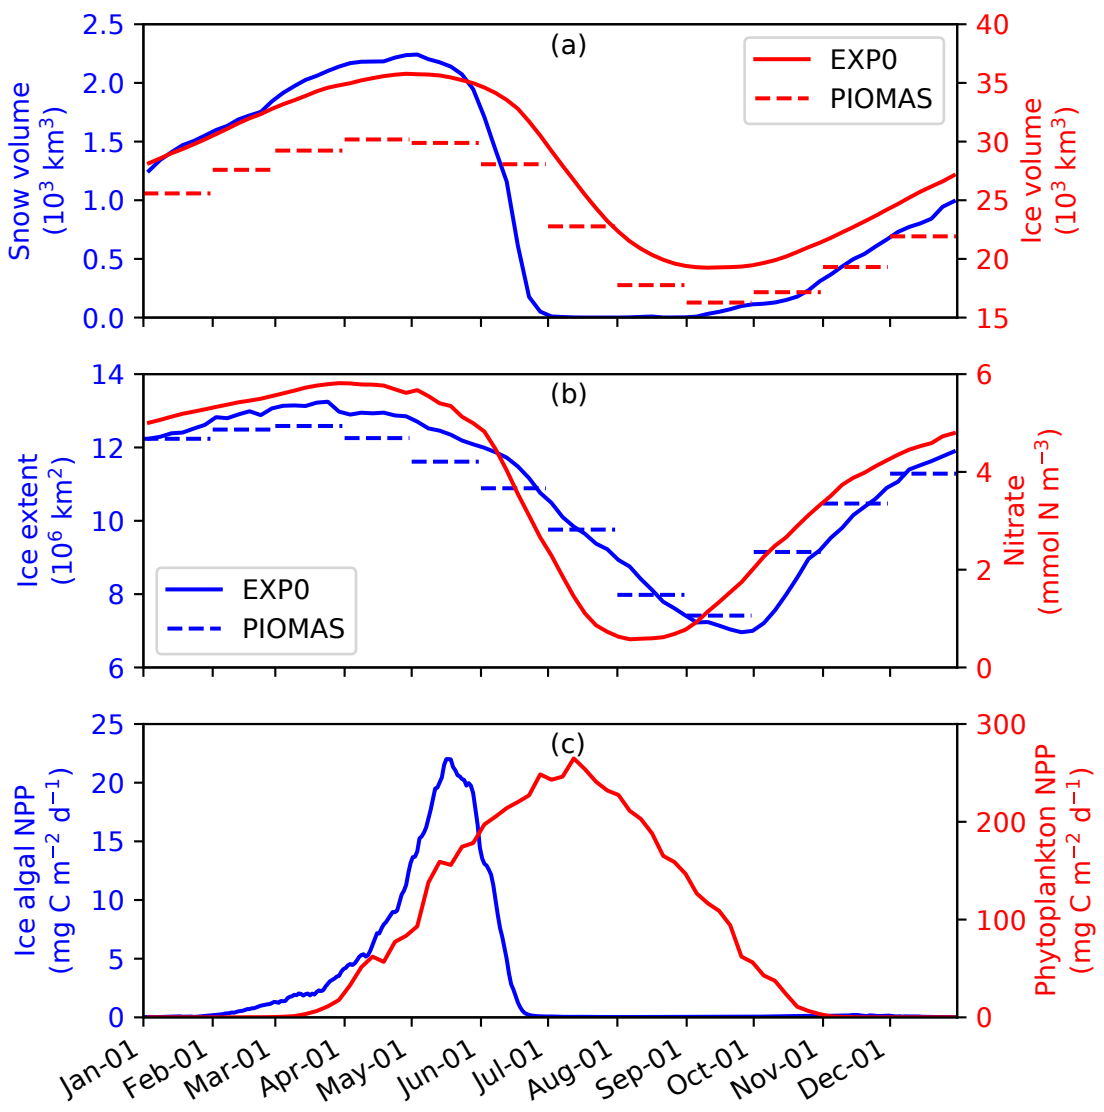 2.5
2.0
1.5
1.0
0.5
0.0
Snow volume
(10³ km³)
(a)
EXP0
PIOMAS
40
35
30
25
20
15
Ice volume
(10³ km³)
14
12
10
8
6
Ice extent
(10⁶ km²)
(b)
EXP0
PIOMAS
6
4
2
0
Nitrate
(mmol N m⁻³)
25
20
15
10
5
0
Ice algal NPP
(mg C m⁻² d⁻¹)
(c)
300
200
100
0
Phytoplankton NPP
(mg C m⁻² d⁻¹)
Jan-01
Feb-01
Mar-01
Apr-01
May-01
Jun-01
Jul-01
Aug-01
Sep-01
Oct-01
Nov-01
Dec-01